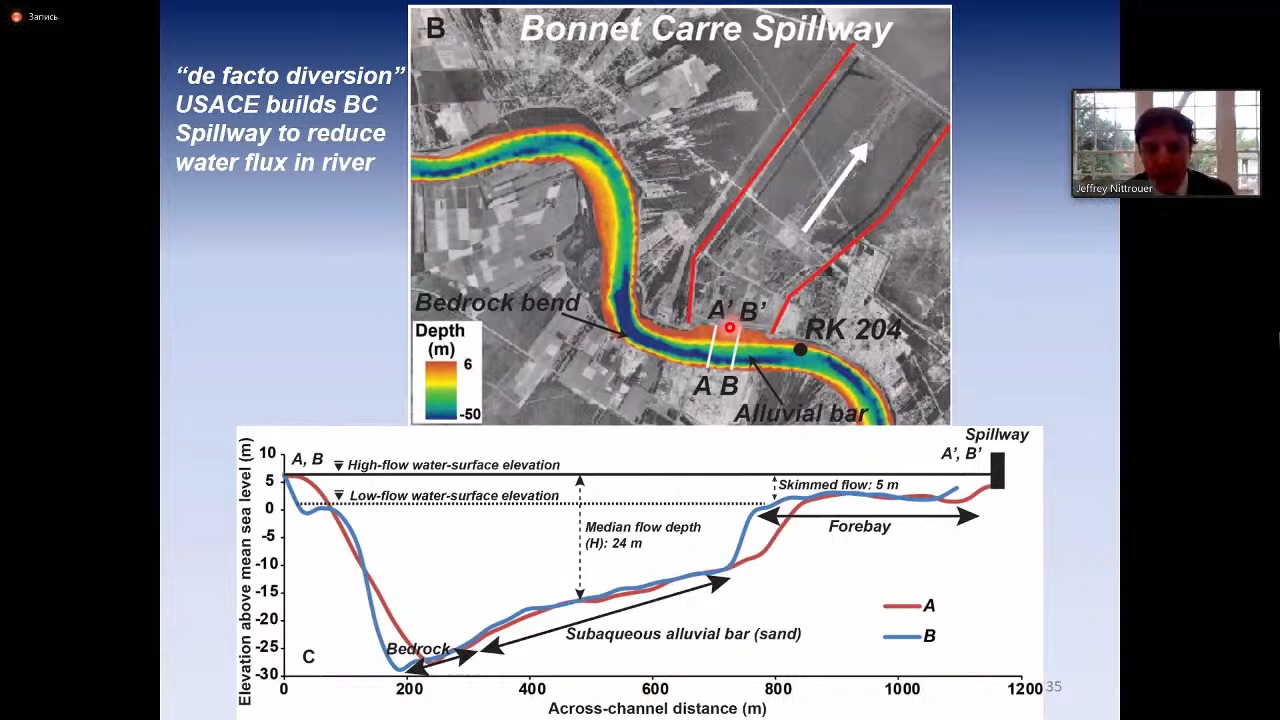 Запись
B
Bonnet Carre Spillway
“de facto diversion”
USACE builds BC
Spillway to reduce
water flux in river
Jeffrey Nittrouer
Bedrock bend
A’ B’
RK 204
A B
Alluvial bar
Depth
(m)
6
-50
Elevation above mean sea level) (m)
10
5
0
-5
-10
-15
-20
-25
-30
A, B
High-flow water-surface elevation
Low-flow water-surface elevation
Median flow depth
(H): 24 m
Spillway
A’, B’
Skimmed flow: 5 m
Forebay
Subaqueous alluvial bar (sand)
Bedrock
A
B
C
0 200 400 600 800 1000 1200
Across-channel distance (m)
35